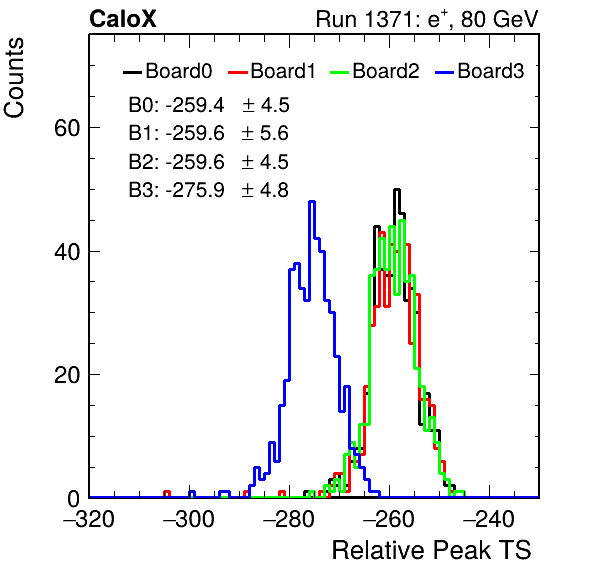 CaloX Run 1371: e⁺, 80 GeV
Counts
Board0 Board1 Board2 Board3
B0: -259.4 ± 4.5
B1: -259.6 ± 5.6
B2: -259.6 ± 4.5
B3: -275.9 ± 4.8
60
40
20
0
−320 −300 −280 −260 −240
Relative Peak TS